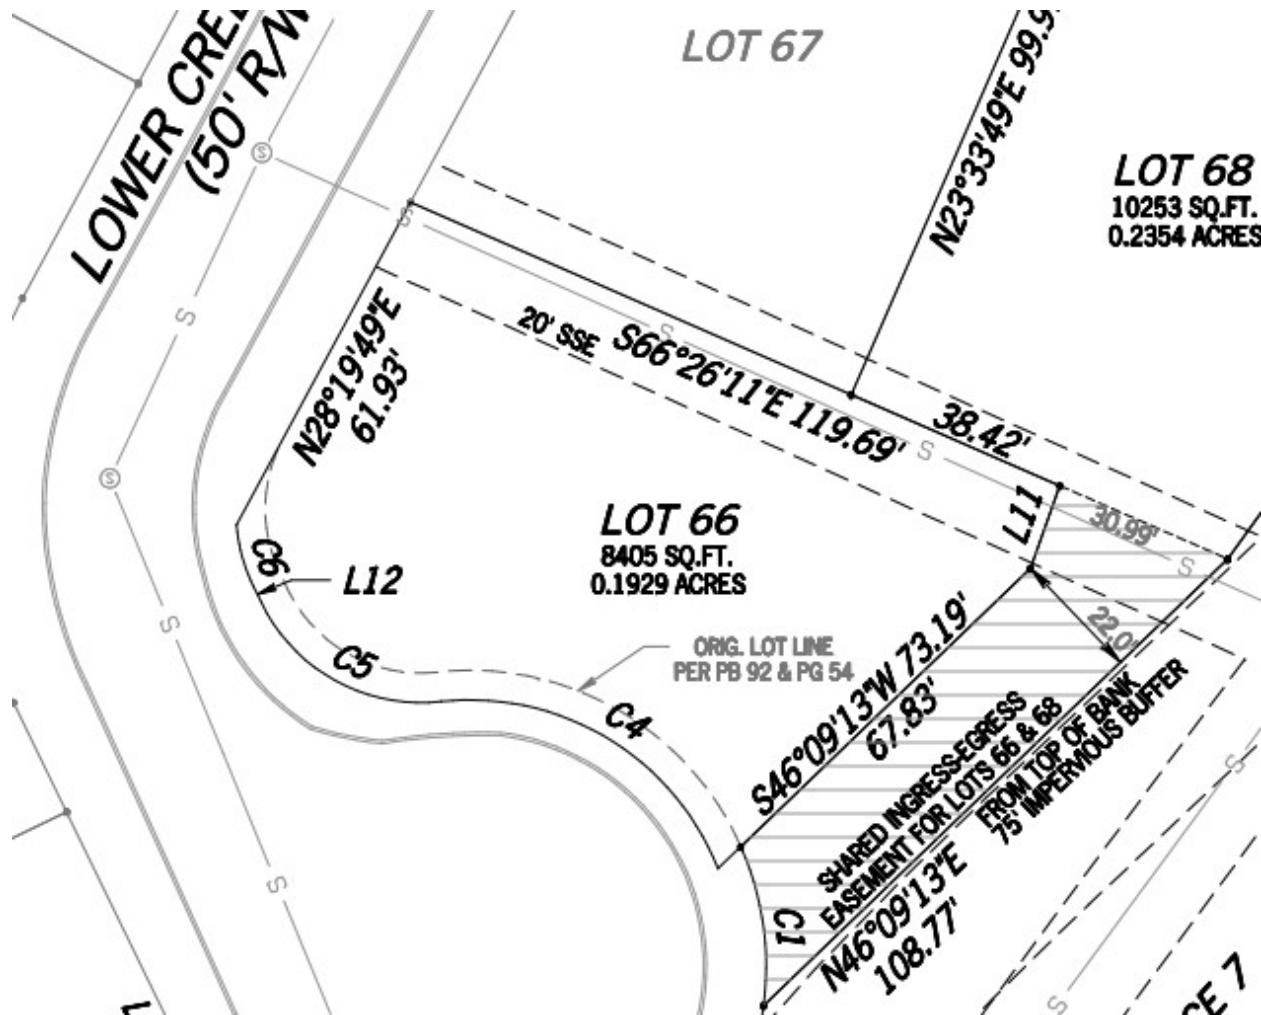 LOT 67
LOWER CREE
(50' R/W
N23°33'49"E 99.9
LOT 68
10253 SQ.FT.
0.2354 ACRES
S
S
20' SSE
S66°26'11"E 119.69'
S
38.42'
S
N28°19'49"E
61.93'
S
S
L11
30.99'
S
LOT 66
8405 SQ.FT.
0.1929 ACRES
C6
L12
S
22.0'
C5
ORIG. LOT LINE
PER PB 92 & PG 54
C4
S46°09'13"W 73.19'
67.83'
SHARED INGRESS-EGRESS
EASEMENT FOR LOTS 66 & 68
FROM TOP OF BANK
75' IMPERVIOUS BUFFER
S
S
C1
N46°09'13"E
108.77'
S
L
CE 7